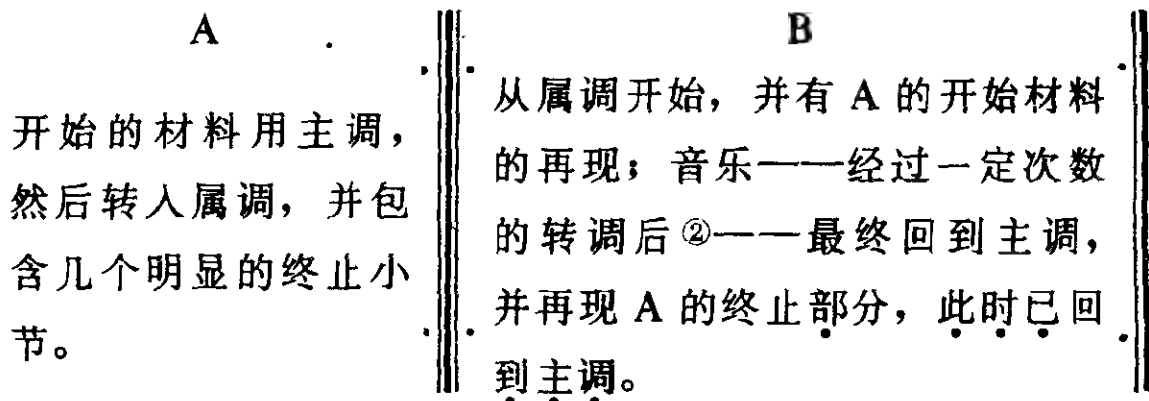 A
开始的材料用主调，
然后转入属调，并包
含几个明显的终止小
节。
B
从属调开始，并有 A 的开始材料
的再现；音乐——经过一定次数
的转调后②——最终回到主调，
并再现 A 的终止部分，此时已回
到主调。